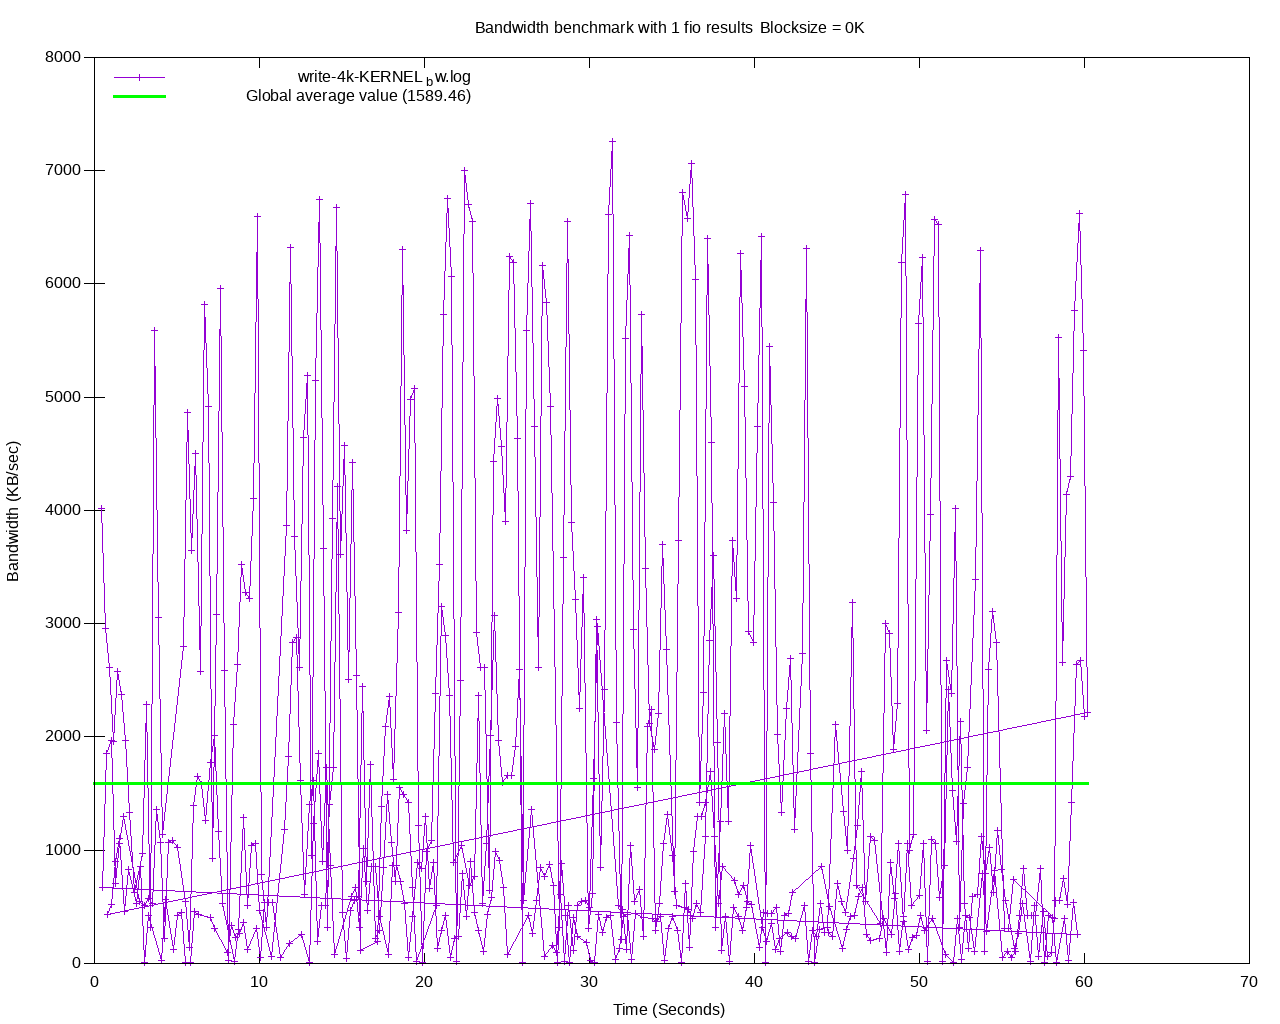 Bandwidth benchmark with 1 fio results Blocksize = 0K
8000
write-4k-KERNEL_bw.log
Global average value (1589.46)
7000
6000
5000
4000
3000
2000
1000
0
Bandwidth (KB/sec)
0 10 20 30 40 50 60 70
Time (Seconds)